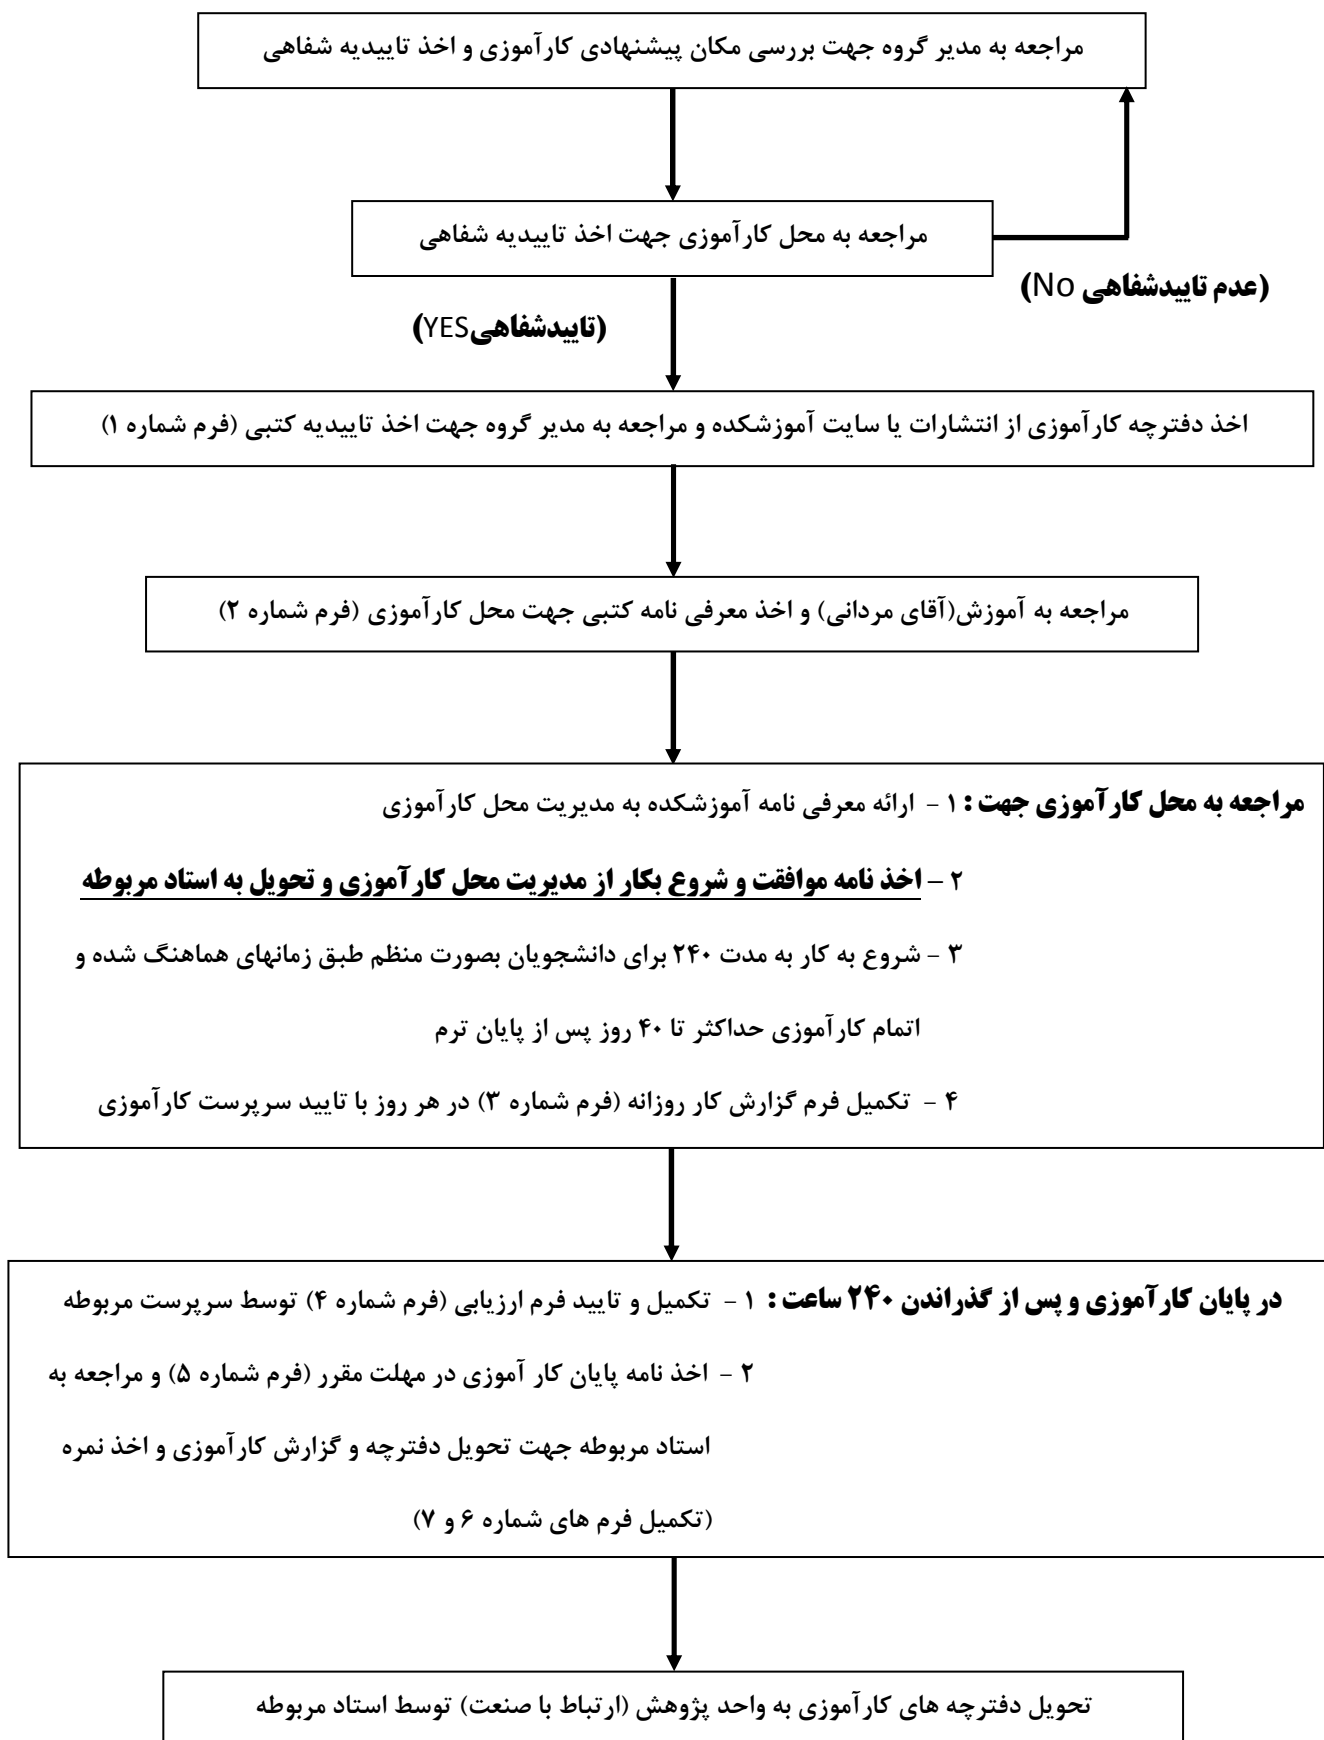 مراجعه به مدیر گروه جهت بررسی مکان پیشنهادی کارآموزی و اخذ تاییدیه شفاهی
مراجعه به محل کارآموزی جهت اخذ تاییدیه شفاهی
(عدم تاییدشفاهی No)
(تاییدشفاهیYES)
اخذ دفترچه کارآموزی از انتشارات یا سایت آموزشکده و مراجعه به مدیر گروه جهت اخذ تاییدیه کتبی (فرم شماره ۱)
مراجعه به آموزش(آقای مردانی) و اخذ معرفی نامه کتبی جهت محل کارآموزی (فرم شماره ۲)
مراجعه به محل کارآموزی جهت : ۱ - ارائه معرفی نامه آموزشکده به مدیریت محل کارآموزی
۲ - اخذ نامه موافقت و شروع بکار از مدیریت محل کارآموزی و تحویل به استاد مربوطه
۳ - شروع به کار به مدت ۲۴۰ برای دانشجویان بصورت منظم طبق زمانهای هماهنگ شده و
اتمام کارآموزی حداکثر تا ۴۰ روز پس از پایان ترم
۴ - تکمیل فرم گزارش کار روزانه (فرم شماره ۳) در هر روز با تایید سرپرست کارآموزی
در پایان کارآموزی و پس از گذراندن ۲۴۰ ساعت : ۱ - تکمیل و تایید فرم ارزیابی (فرم شماره ۴) توسط سرپرست مربوطه
۲ - اخذ نامه پایان کار آموزی در مهلت مقرر (فرم شماره ۵) و مراجعه به
استاد مربوطه جهت تحویل دفترچه و گزارش کارآموزی و اخذ نمره
(تکمیل فرم های شماره ۶ و ۷)
تحویل دفترچه های کارآموزی به واحد پژوهش (ارتباط با صنعت) توسط استاد مربوطه